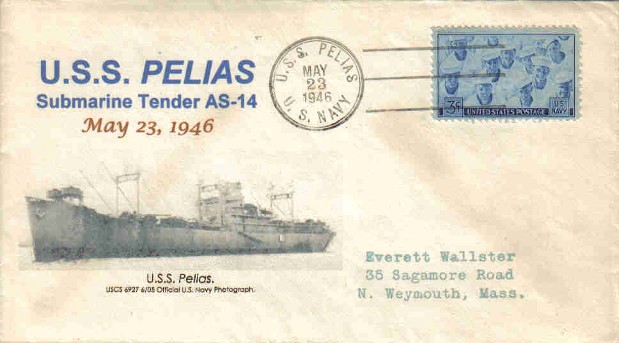 U.S.S. PELIAS
Submarine Tender AS-14
May 23, 1946
U.S.S. PELIAS
MAY
23
1946
U. S. NAVY
3¢ UNITED STATES POSTAGE U.S. NAVY
U.S.S. Pelias.
USCS 6927 6/05 Official U.S. Navy Photograph.
Everett Wallster
35 Sagamore Road
N. Weymouth, Mass.